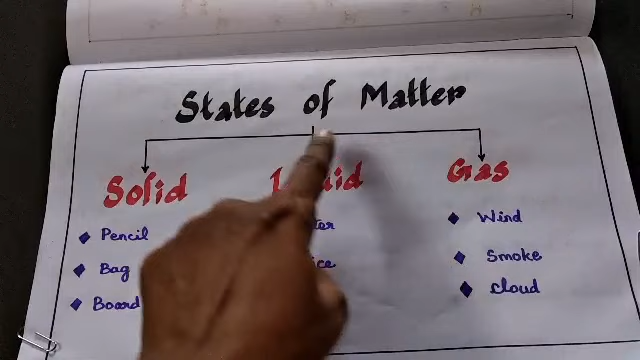 States of Matter
Solid
Gas
Pencil
Wind
Bag
Smoke
Board
cloud